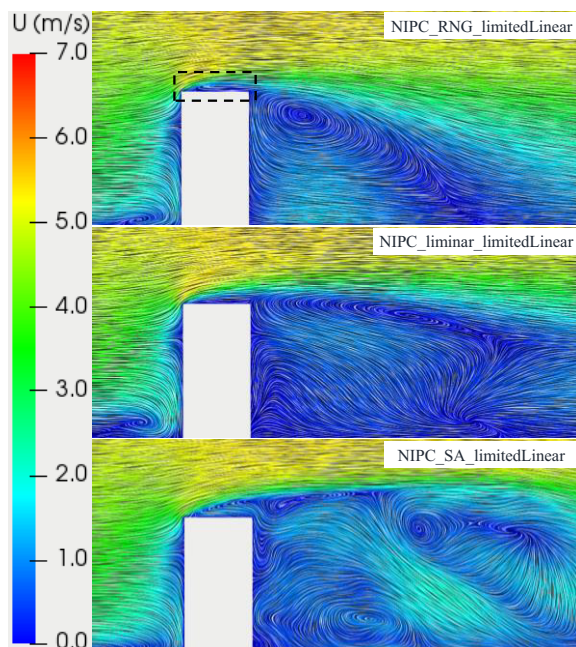 U (m/s)
7.0
6.0
5.0
4.0
3.0
2.0
1.0
0.0
NIPC_RNG_limitedLinear
NIPC_liminar_limitedLinear
NIPC_SA_limitedLinear